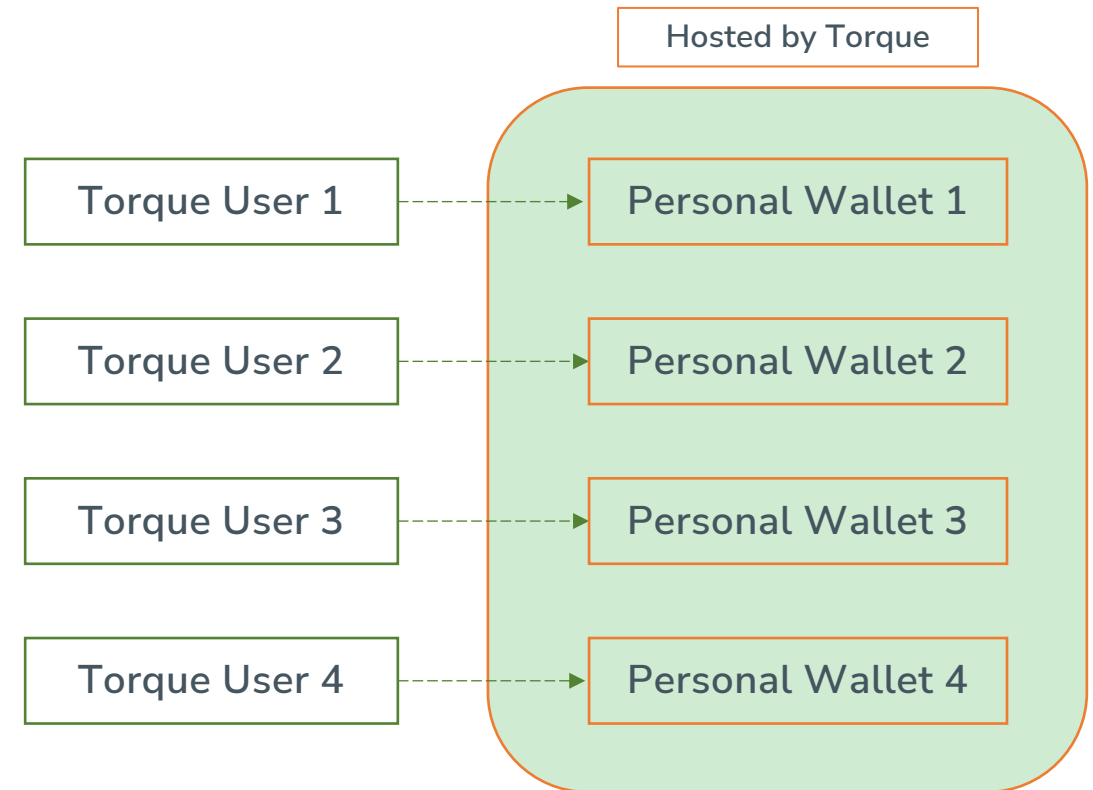 Hosted by Torque
Torque User 1
Personal Wallet 1
Torque User 2
Personal Wallet 2
Torque User 3
Personal Wallet 3
Torque User 4
Personal Wallet 4